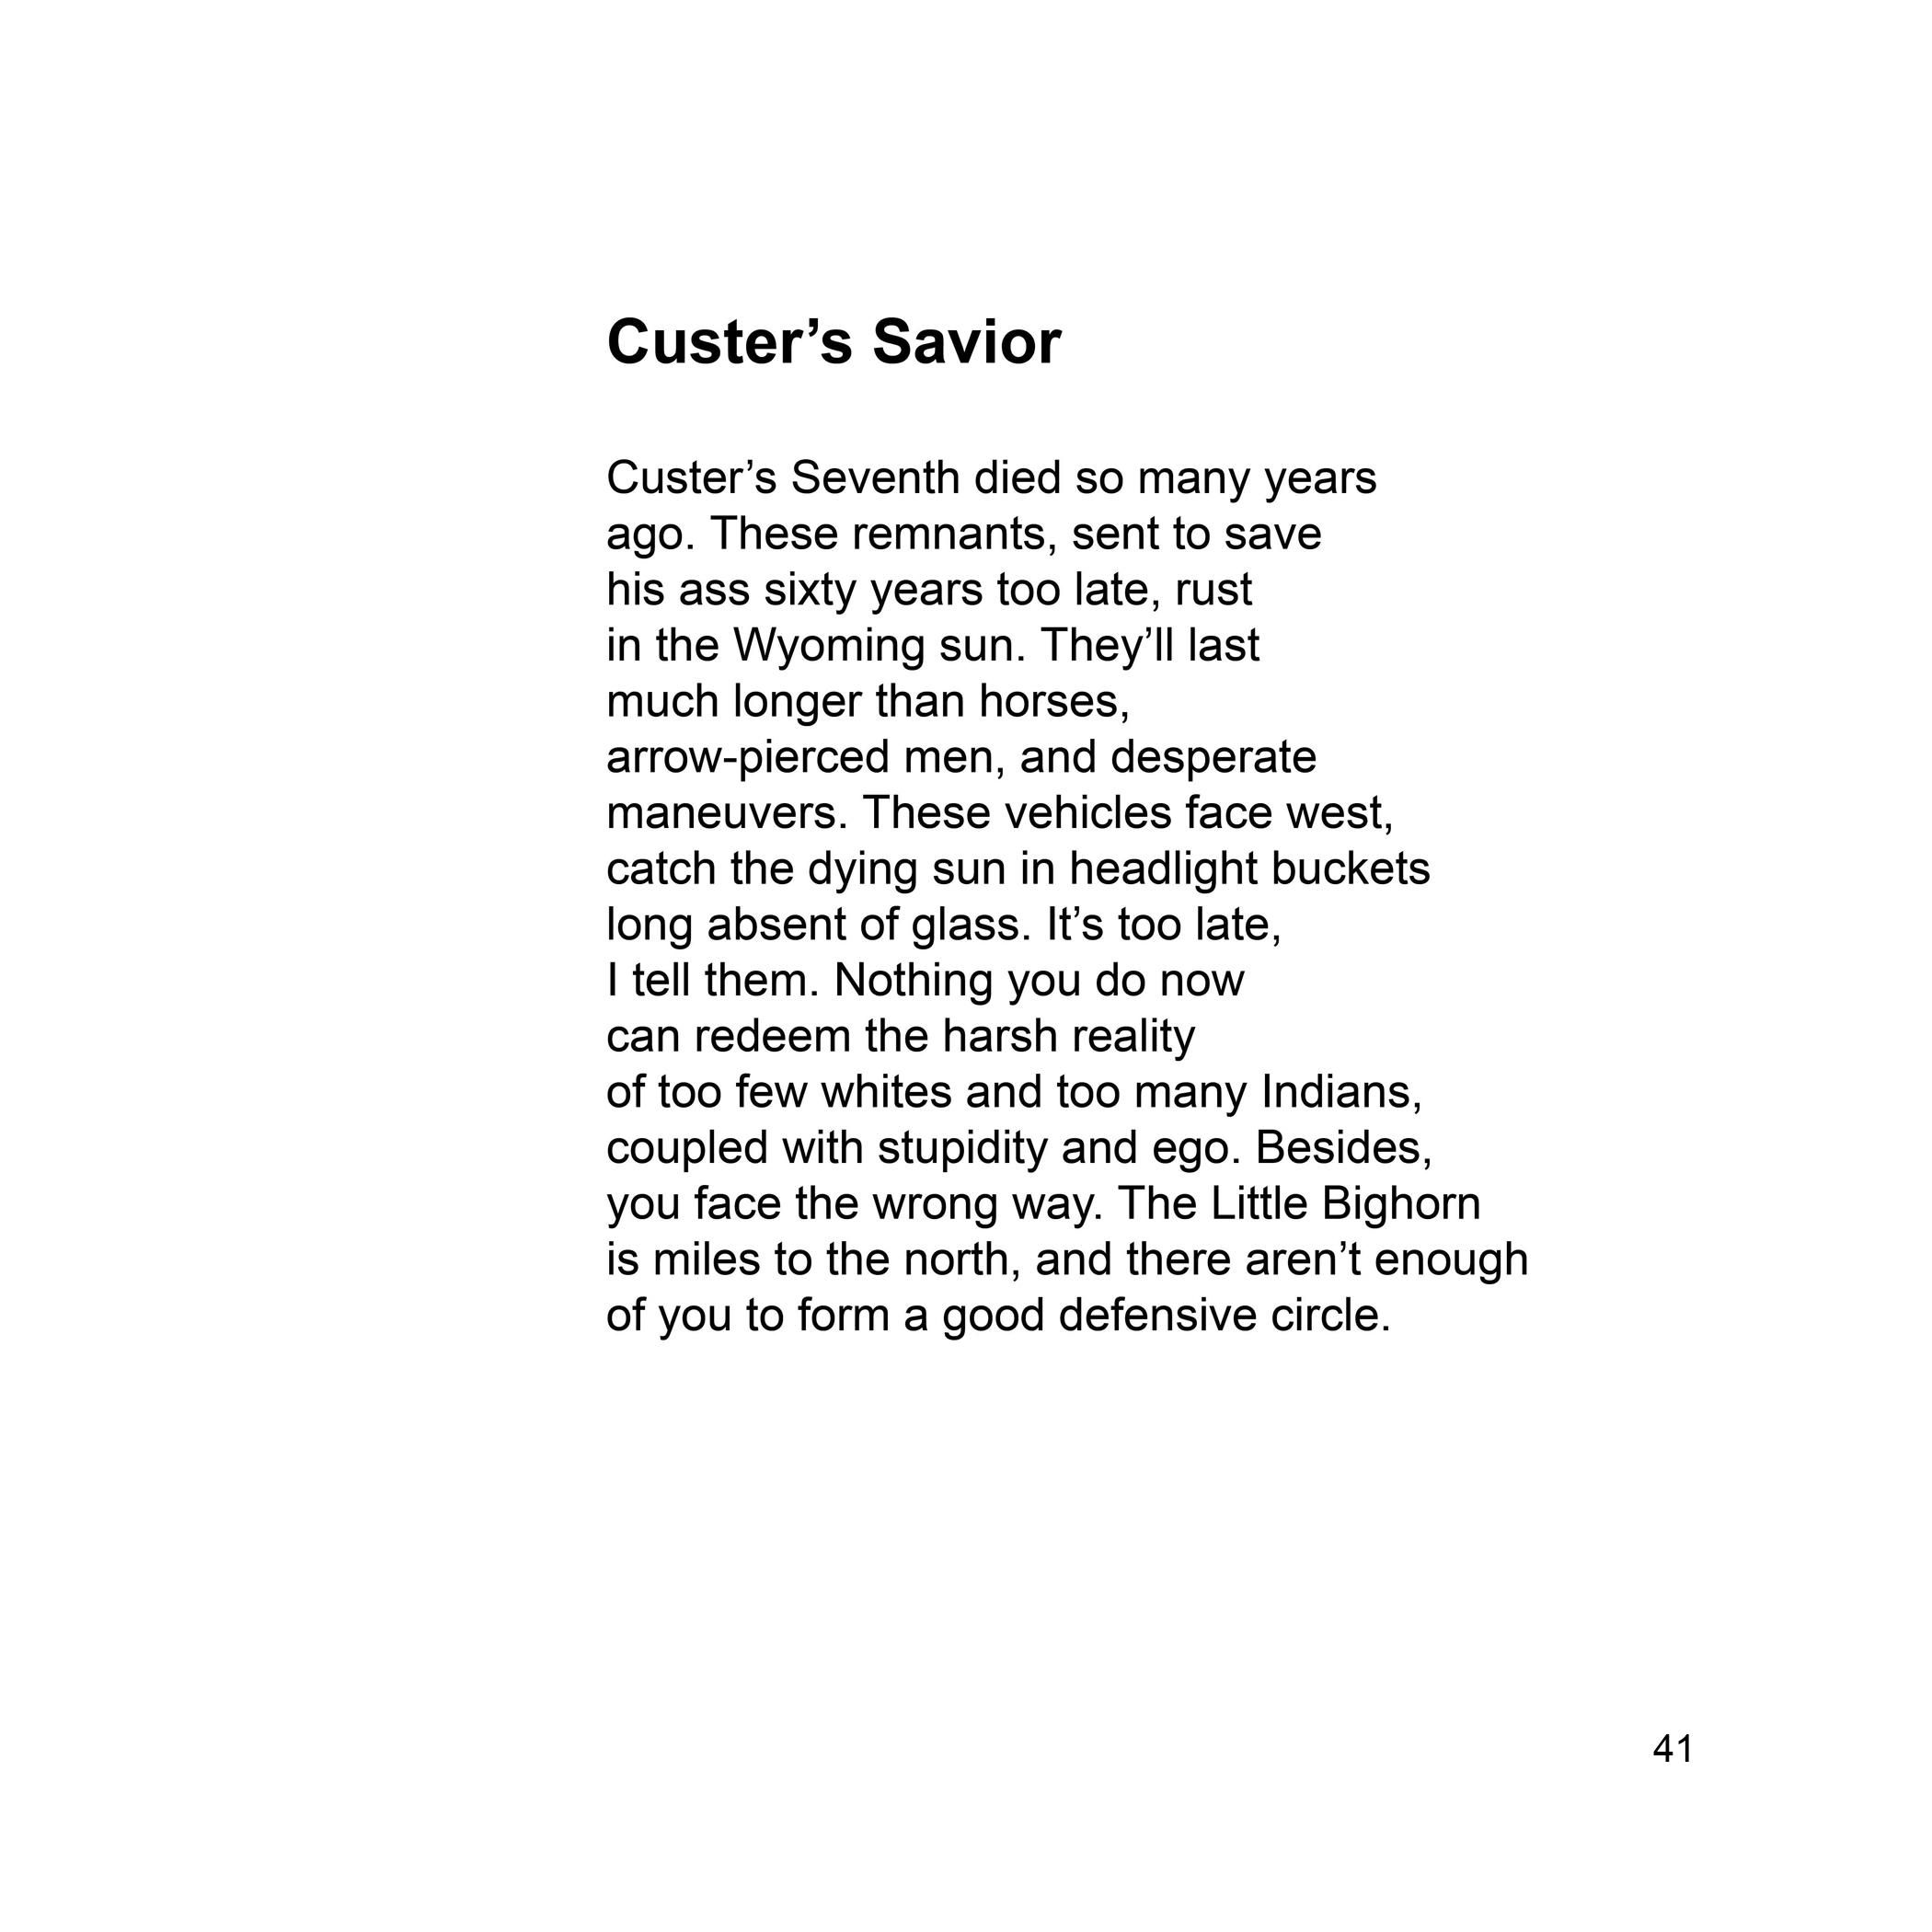 Custer’s Savior
Custer’s Seventh died so many years
ago. These remnants, sent to save
his ass sixty years too late, rust
in the Wyoming sun. They’ll last
much longer than horses,
arrow-pierced men, and desperate
maneuvers. These vehicles face west,
catch the dying sun in headlight buckets
long absent of glass. It’s too late,
I tell them. Nothing you do now
can redeem the harsh reality
of too few whites and too many Indians,
coupled with stupidity and ego. Besides,
you face the wrong way. The Little Bighorn
is miles to the north, and there aren’t enough
of you to form a good defensive circle.
41